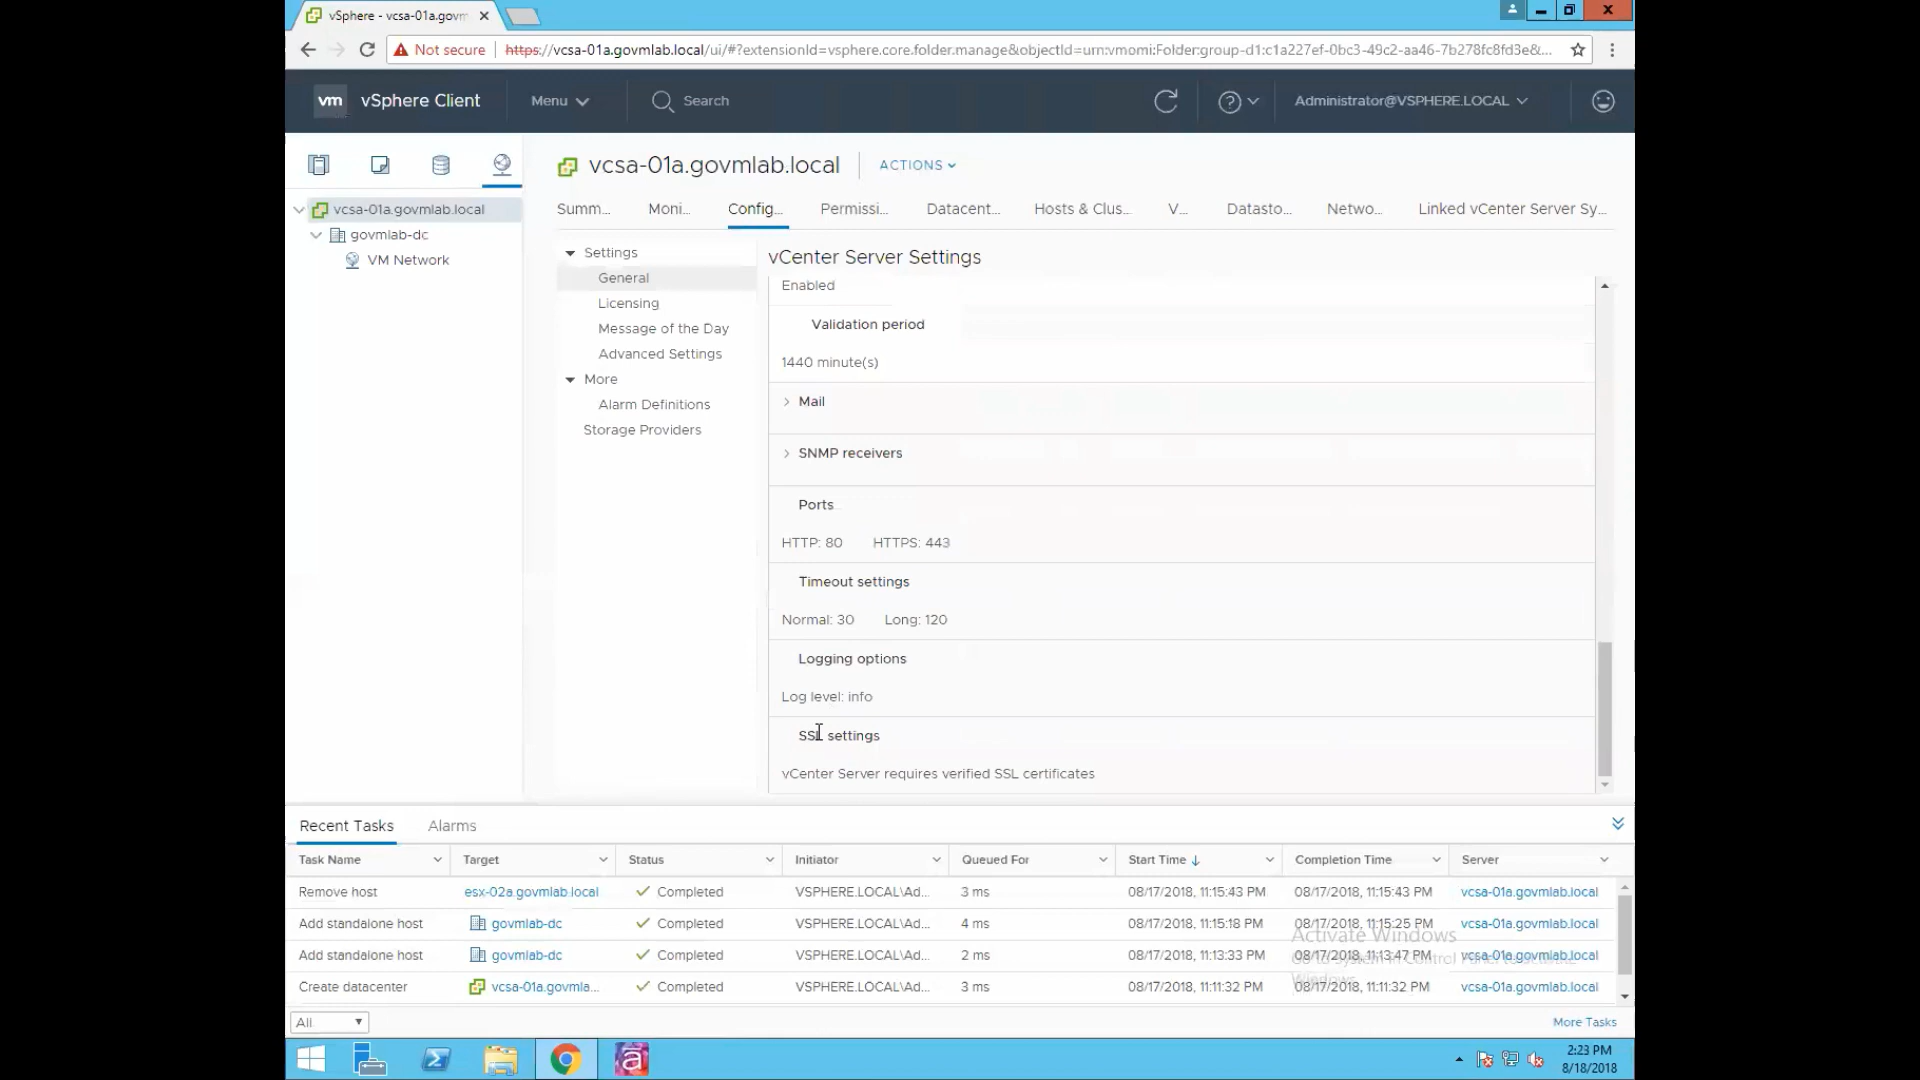 vSphere - vcsa-01a.govm
Not secure https://vcsa-01a.govmlab.local/ui/#?extensionId=vsphere.core.folder.manage&objectId=urn:vmomi:Folder:group-d1:c1a227ef-0bc3-49c2-aa46-7b278fc8fd3e&...
vm vSphere Client Menu Search Administrator@VSPHERE.LOCAL
vcsa-01a.govmlab.local ACTIONS
vcsa-01a.govmlab.local
govmlab-dc
VM Network
Summ... Moni... Config... Permissi... Datacent... Hosts & Clus... V... Datasto... Netwo... Linked vCenter Server Sy...
Settings
General
Licensing
Message of the Day
Advanced Settings
More
Alarm Definitions
Storage Providers
vCenter Server Settings
Enabled
Validation period
1440 minute(s)
Mail
SNMP receivers
Ports
HTTP: 80 HTTPS: 443
Timeout settings
Normal: 30 Long: 120
Logging options
Log level: info
SSL settings
vCenter Server requires verified SSL certificates
Recent Tasks Alarms
Task Name Target Status Initiator Queued For Start Time Completion Time Server
Remove host esx-02a.govmlab.local Completed VSPHERE.LOCAL\Ad... 3 ms 08/17/2018, 11:15:43 PM 08/17/2018, 11:15:43 PM vcsa-01a.govmlab.local
Add standalone host govmlab-dc Completed VSPHERE.LOCAL\Ad... 4 ms 08/17/2018, 11:15:18 PM 08/17/2018, 11:15:25 PM vcsa-01a.govmlab.local
Add standalone host govmlab-dc Completed VSPHERE.LOCAL\Ad... 2 ms 08/17/2018, 11:13:33 PM 08/17/2018, 11:13:47 PM vcsa-01a.govmlab.local
Create datacenter vcsa-01a.govmla... Completed VSPHERE.LOCAL\Ad... 3 ms 08/17/2018, 11:11:32 PM 08/17/2018, 11:11:32 PM vcsa-01a.govmlab.local
Activate Windows
Go to System in Control Panel to activate
Windows.
All More Tasks
2:23 PM
8/18/2018